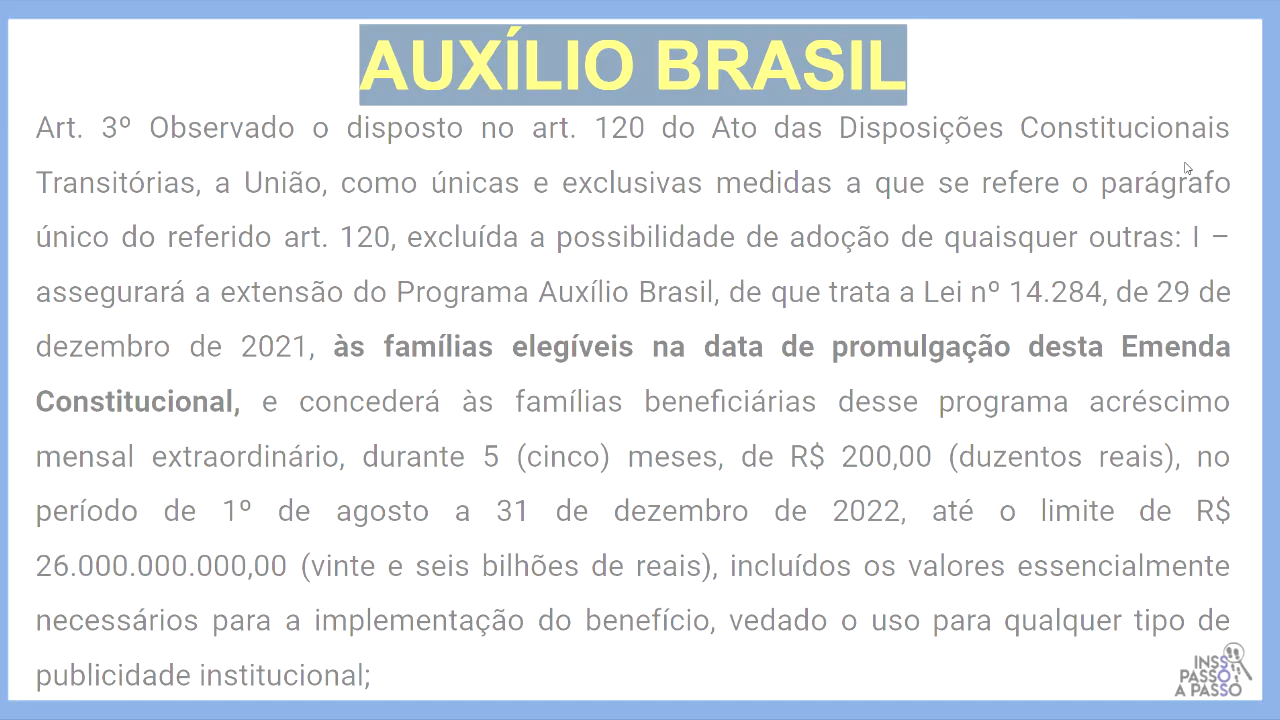 AUXÍLIO BRASIL
Art. 3º Observado o disposto no art. 120 do Ato das Disposições Constitucionais
Transitórias, a União, como únicas e exclusivas medidas a que se refere o parágrafo
único do referido art. 120, excluída a possibilidade de adoção de quaisquer outras: I –
assegurará a extensão do Programa Auxílio Brasil, de que trata a Lei nº 14.284, de 29 de
dezembro de 2021, às famílias elegíveis na data de promulgação desta Emenda
Constitucional, e concederá às famílias beneficiárias desse programa acréscimo
mensal extraordinário, durante 5 (cinco) meses, de R$ 200,00 (duzentos reais), no
período de 1º de agosto a 31 de dezembro de 2022, até o limite de R$
26.000.000.000,00 (vinte e seis bilhões de reais), incluídos os valores essencialmente
necessários para a implementação do benefício, vedado o uso para qualquer tipo de
publicidade institucional;
INSS
PASSO
A PASSO